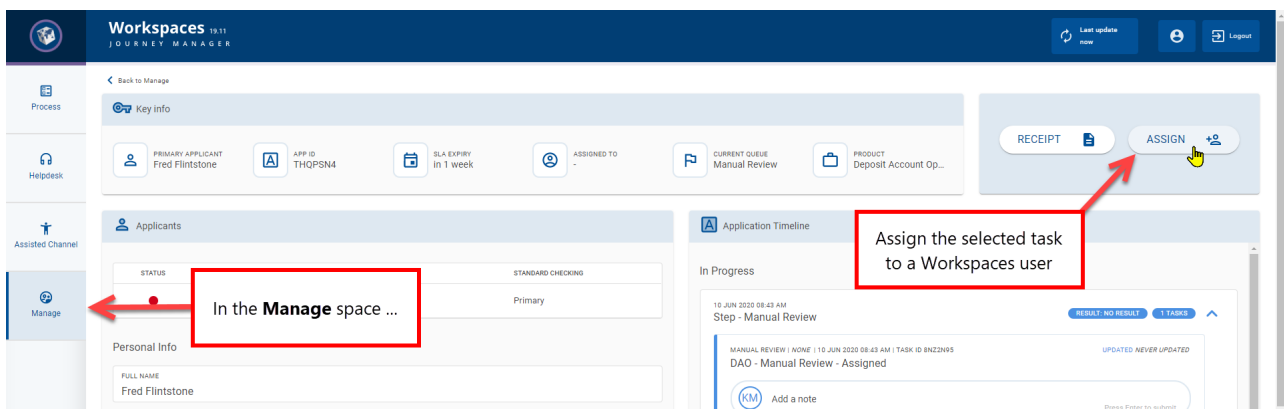 Workspaces 19.11
JOURNEY MANAGER
Last update
now
Logout
Process
Helpdesk
Assisted Channel
Manage
Back to Manage
Key info
PRIMARY APPLICANT
Fred Flintstone
APP ID
THQPSN4
SLA EXPIRY
in 1 week
ASSIGNED TO
-
CURRENT QUEUE
Manual Review
PRODUCT
Deposit Account Op...
RECEIPT
ASSIGN
Assign the selected task
to a Workspaces user
Applicants
STATUS
STANDARD CHECKING
Primary
In the Manage space ...
Personal Info
FULL NAME
Fred Flintstone
Application Timeline
In Progress
10 JUN 2020 08:43 AM
Step - Manual Review
RESULT: NO RESULT
1 TASKS
MANUAL REVIEW | NONE | 10 JUN 2020 08:43 AM | TASK ID 8NZ2N95
UPDATED NEVER UPDATED
DAO - Manual Review - Assigned
KM
Add a note
Press Enter to submit